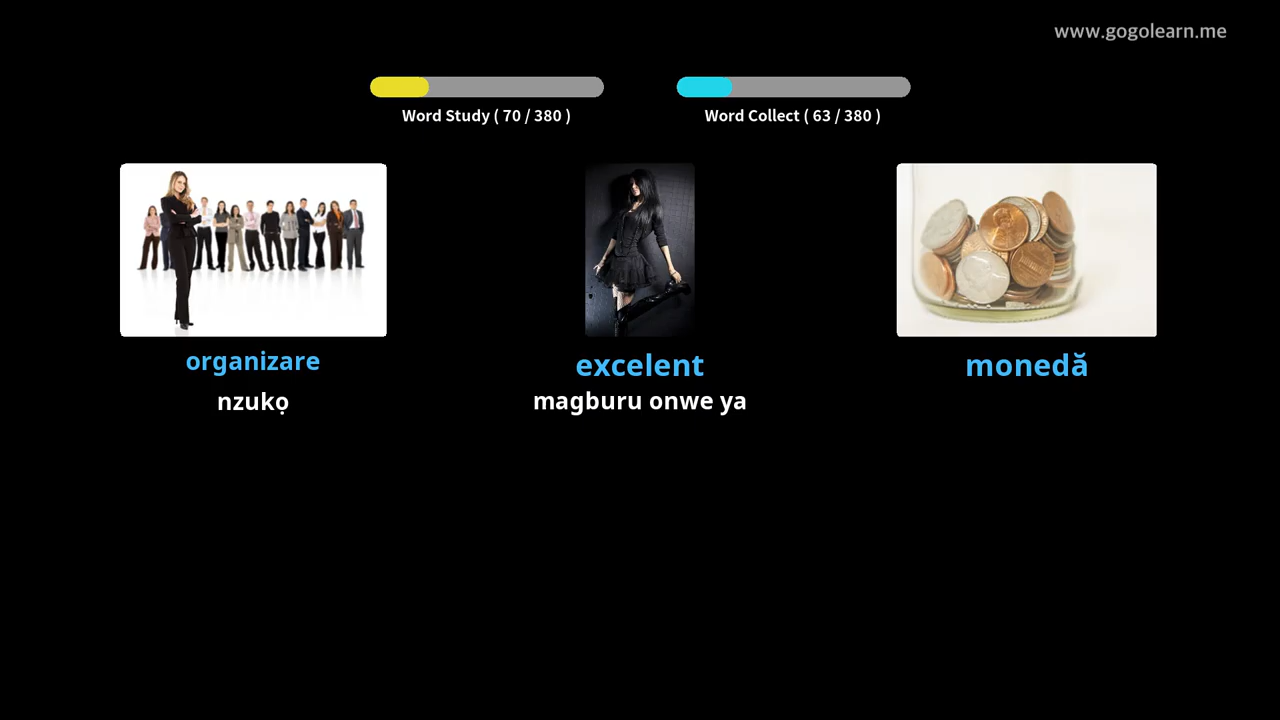 www.gogolearn.me
Word Study ( 70 / 380 )
Word Collect ( 63 / 380 )
organizare
nzukọ
excelent
magburu onwe ya
monedă